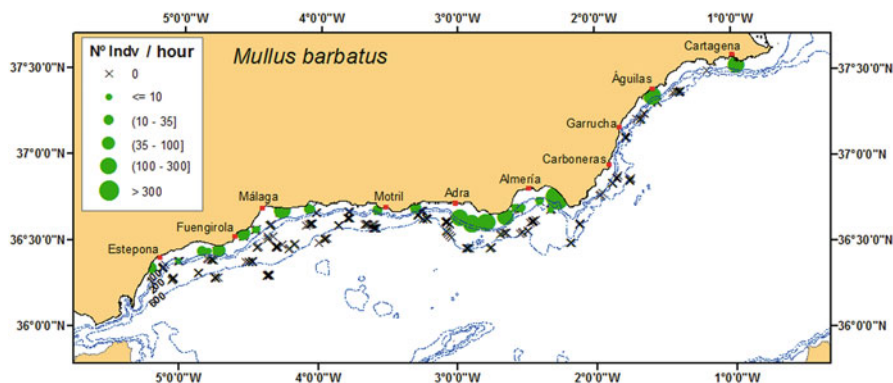 5°0'0"W 4°0'0"W 3°0'0"W 2°0'0"W 1°0'0"W
Nº Indv / hour
0
<= 10
(10 - 35]
(35 - 100]
(100 - 300]
> 300
Mullus barbatus
Cartagena
37°30'0"N 37°30'0"N
Águilas
Garrucha
37°0'0"N 37°0'0"N
Carboneras
Almería
Adra
Motril
Málaga
Fuengirola
36°30'0"N 36°30'0"N
Estepona
100
200
500
36°0'0"N 36°0'0"N
5°0'0"W 4°0'0"W 3°0'0"W 2°0'0"W 1°0'0"W